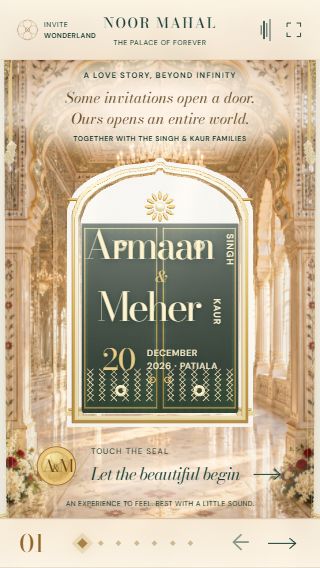 INVITE
WONDERLAND
NOOR MAHAL
THE PALACE OF FOREVER
A LOVE STORY, BEYOND INFINITY
Some invitations open a door.
Ours opens an entire world.
TOGETHER WITH THE SINGH & KAUR FAMILIES
Armaan
SINGH
&
Meher
KAUR
20 DECEMBER
2026 · PATIALA
A&M
TOUCH THE SEAL
Let the beautiful begin
AN EXPERIENCE TO FEEL. BEST WITH A LITTLE SOUND.
01